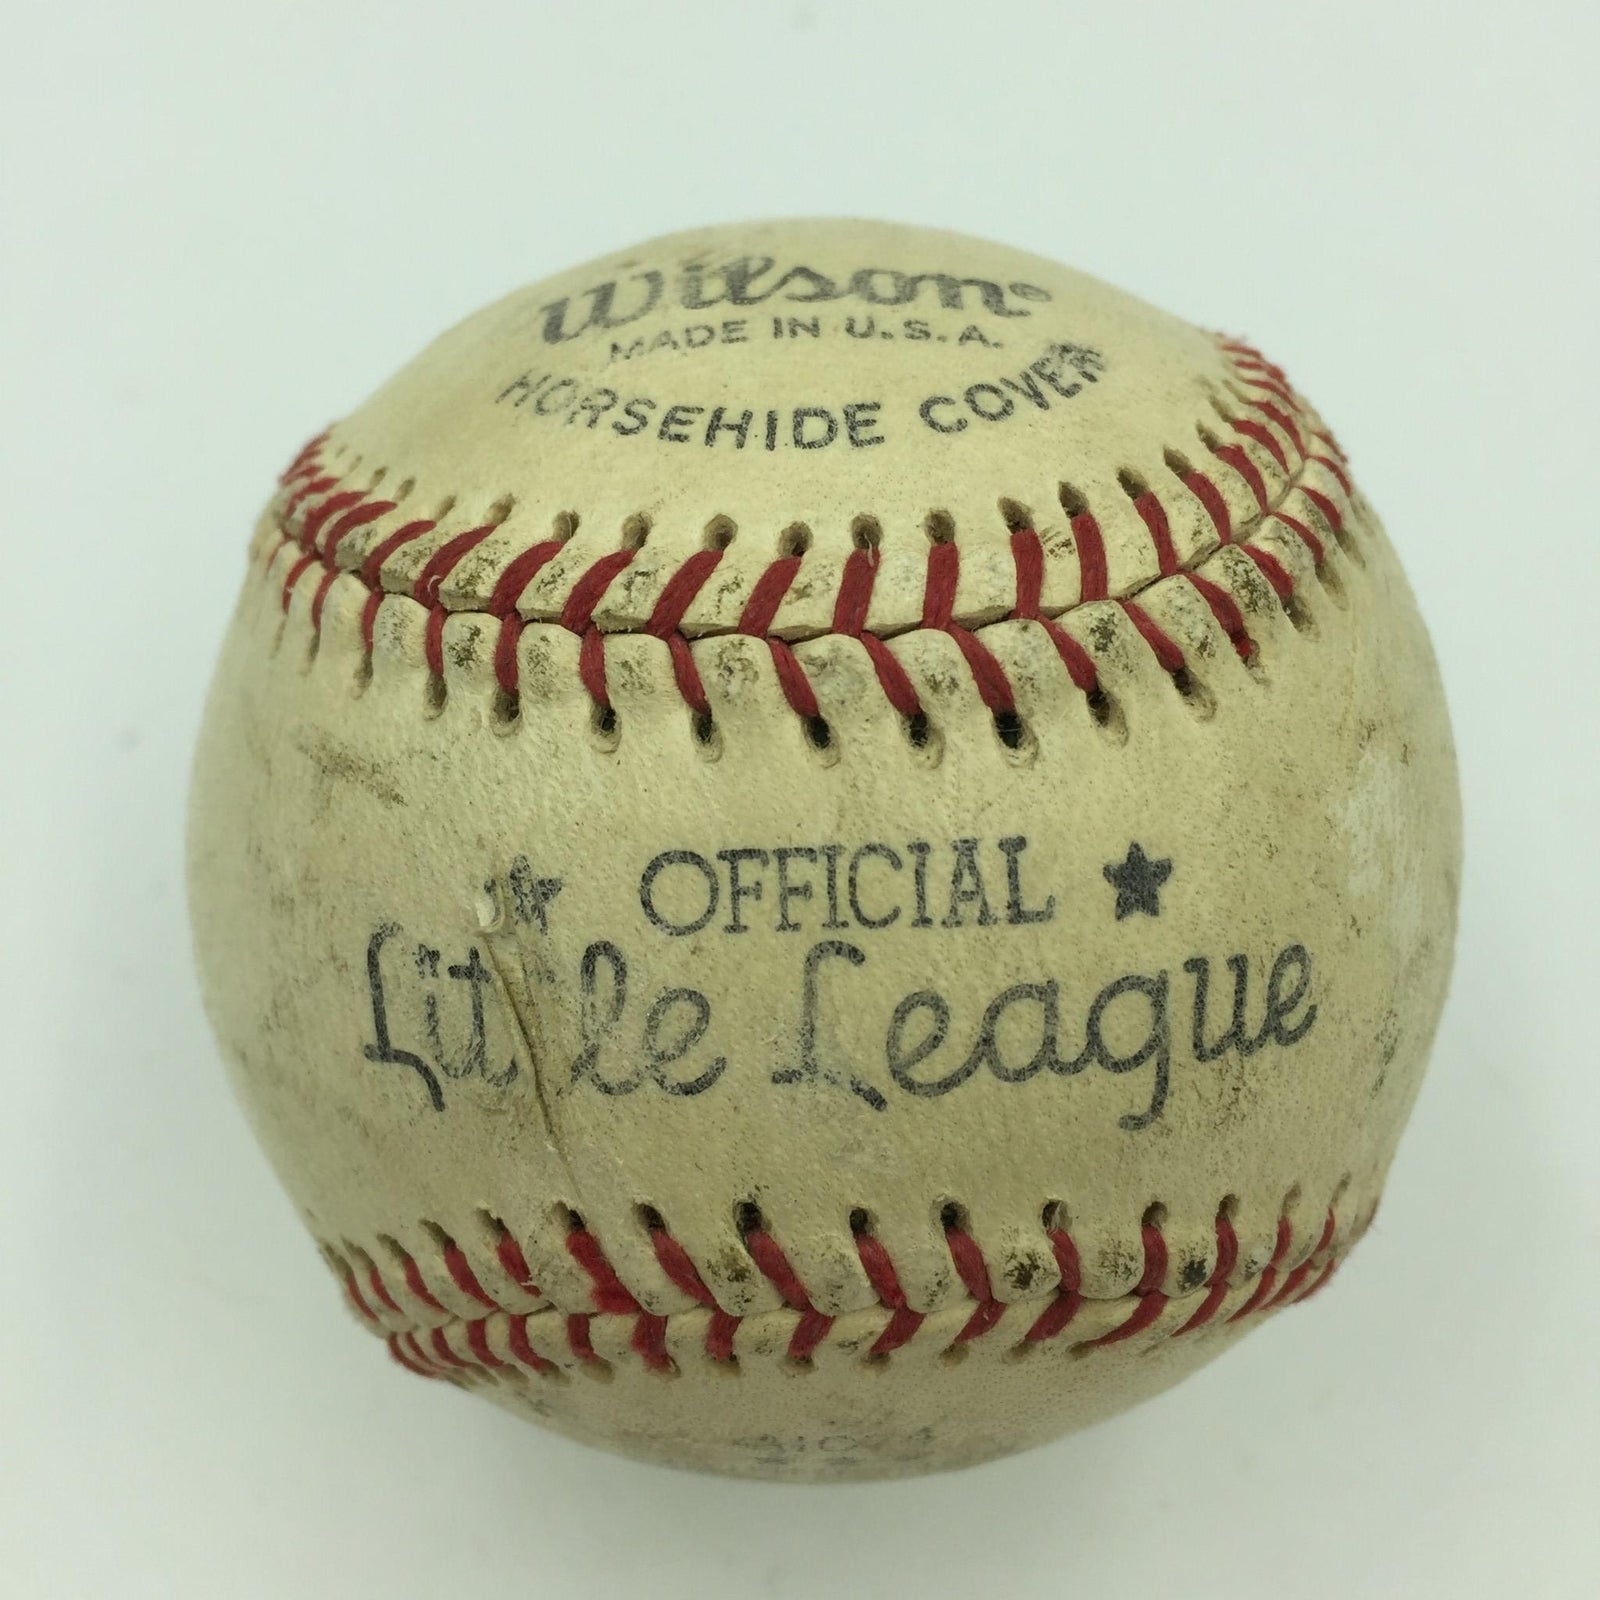 Wilson®
MADE IN U.S.A.
HORSEHIDE COVER
★ OFFICIAL ★
Little League